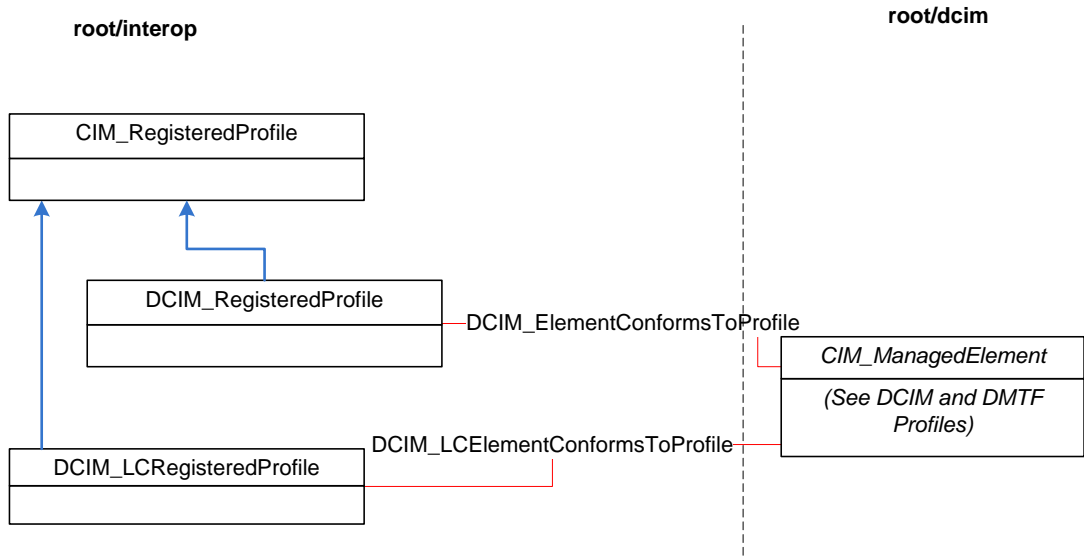 root/interop
root/dcim
CIM_RegisteredProfile
DCIM_RegisteredProfile
DCIM_ElementConformsToProfile
CIM_ManagedElement
(See DCIM and DMTF
Profiles)
DCIM_LCElementConformsToProfile
DCIM_LCRegisteredProfile